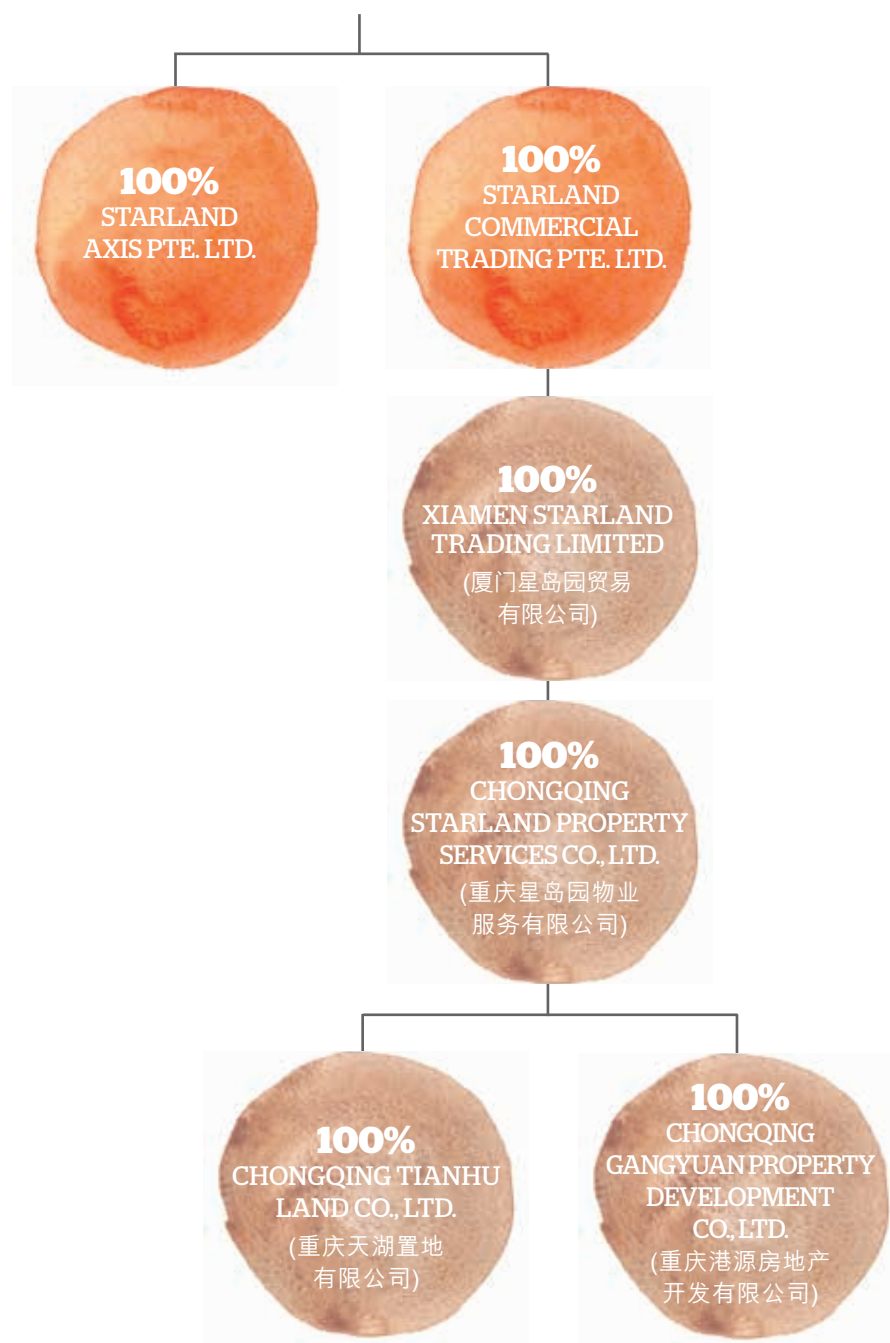 100%
STARLAND
AXIS PTE. LTD.
100%
STARLAND
COMMERCIAL
TRADING PTE. LTD.
100%
XIAMEN STARLAND
TRADING LIMITED
(厦门星岛园贸易
有限公司)
100%
CHONGQING
STARLAND PROPERTY
SERVICES CO., LTD.
(重庆星岛园物业
服务有限公司)
100%
CHONGQING TIANHU
LAND CO., LTD.
(重庆天湖置地
有限公司)
100%
CHONGQING
GANGYUAN PROPERTY
DEVELOPMENT
CO., LTD.
(重庆港源房地产
开发有限公司)